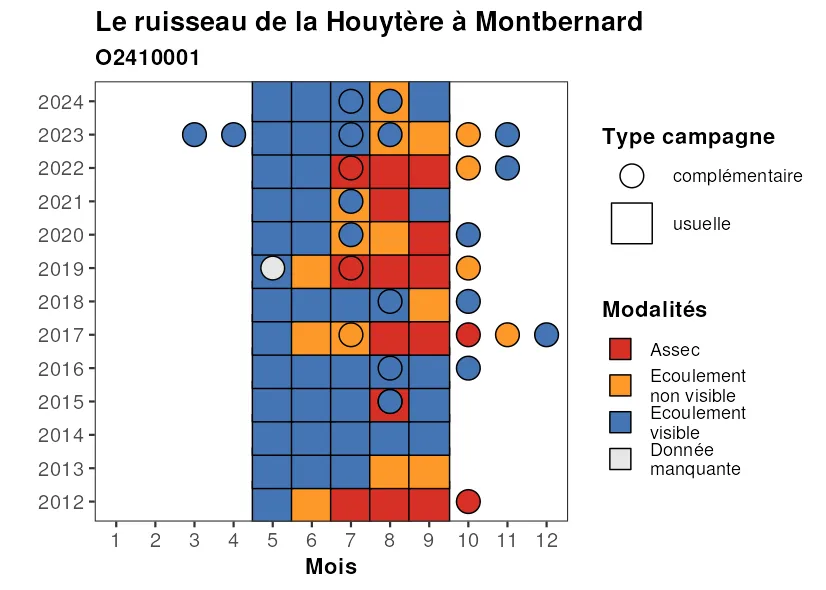 Le ruisseau de la Houytère à Montbernard
O2410001
2024
2023
2022
2021
2020
2019
2018
2017
2016
2015
2014
2013
2012
1 2 3 4 5 6 7 8 9 10 11 12
Mois
Type campagne
complémentaire
usuelle
Modalités
Assec
Ecoulement
non visible
Ecoulement
visible
Donnée
manquante